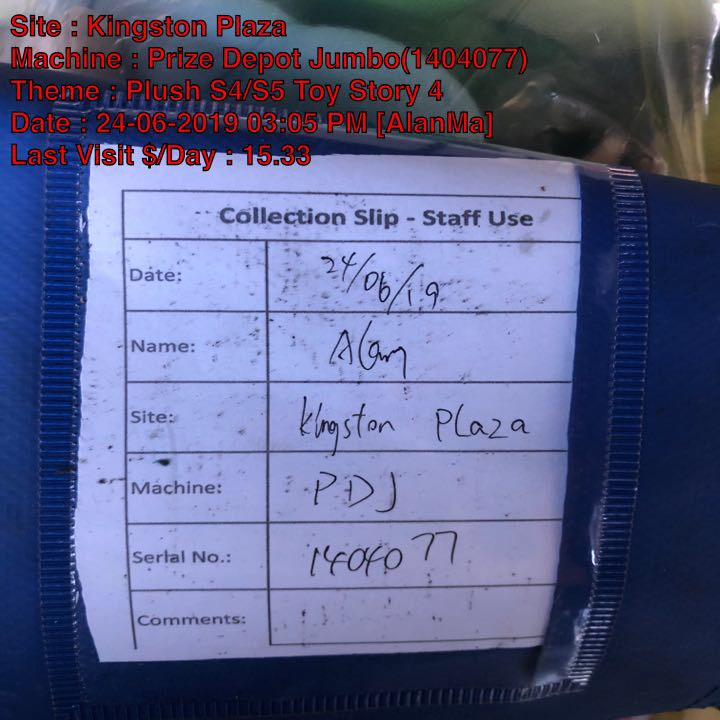 Site : Kingston Plaza
Machine : Prize Depot Jumbo(1404077)
Theme : Plush S4/S5 Toy Story 4
Date : 24-06-2019 03:05 PM [AlanMa]
Last Visit $/Day : 15.33
Collection Slip - Staff Use
Date: 24/06/19
Name: Alan
Site: Kingston Plaza
Machine: PDJ
Serial No.: 1404077
Comments: